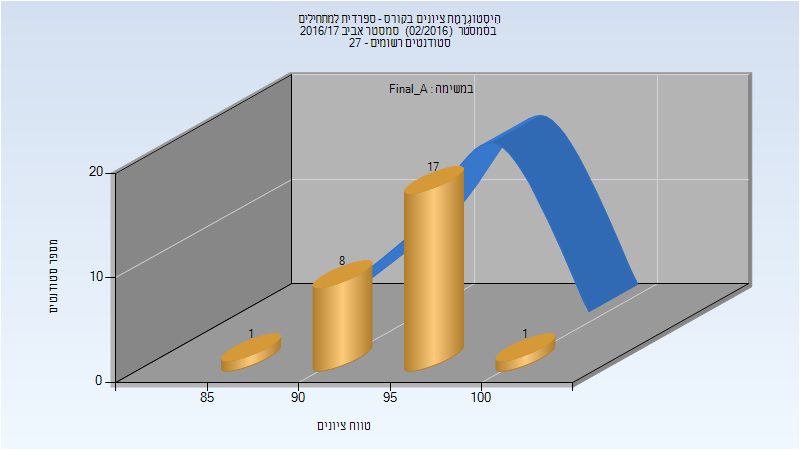 היסטוגרמת ציונים בקורס - ספרדית למתחילים
בסמסטר (02/2016) סמסטר אביב 2016/17
סטודנטים רשומים - 27
במשימה : Final_A
17
8
1
1
20
10
0
85
90
95
100
מספר סטודנטים
טווח ציונים